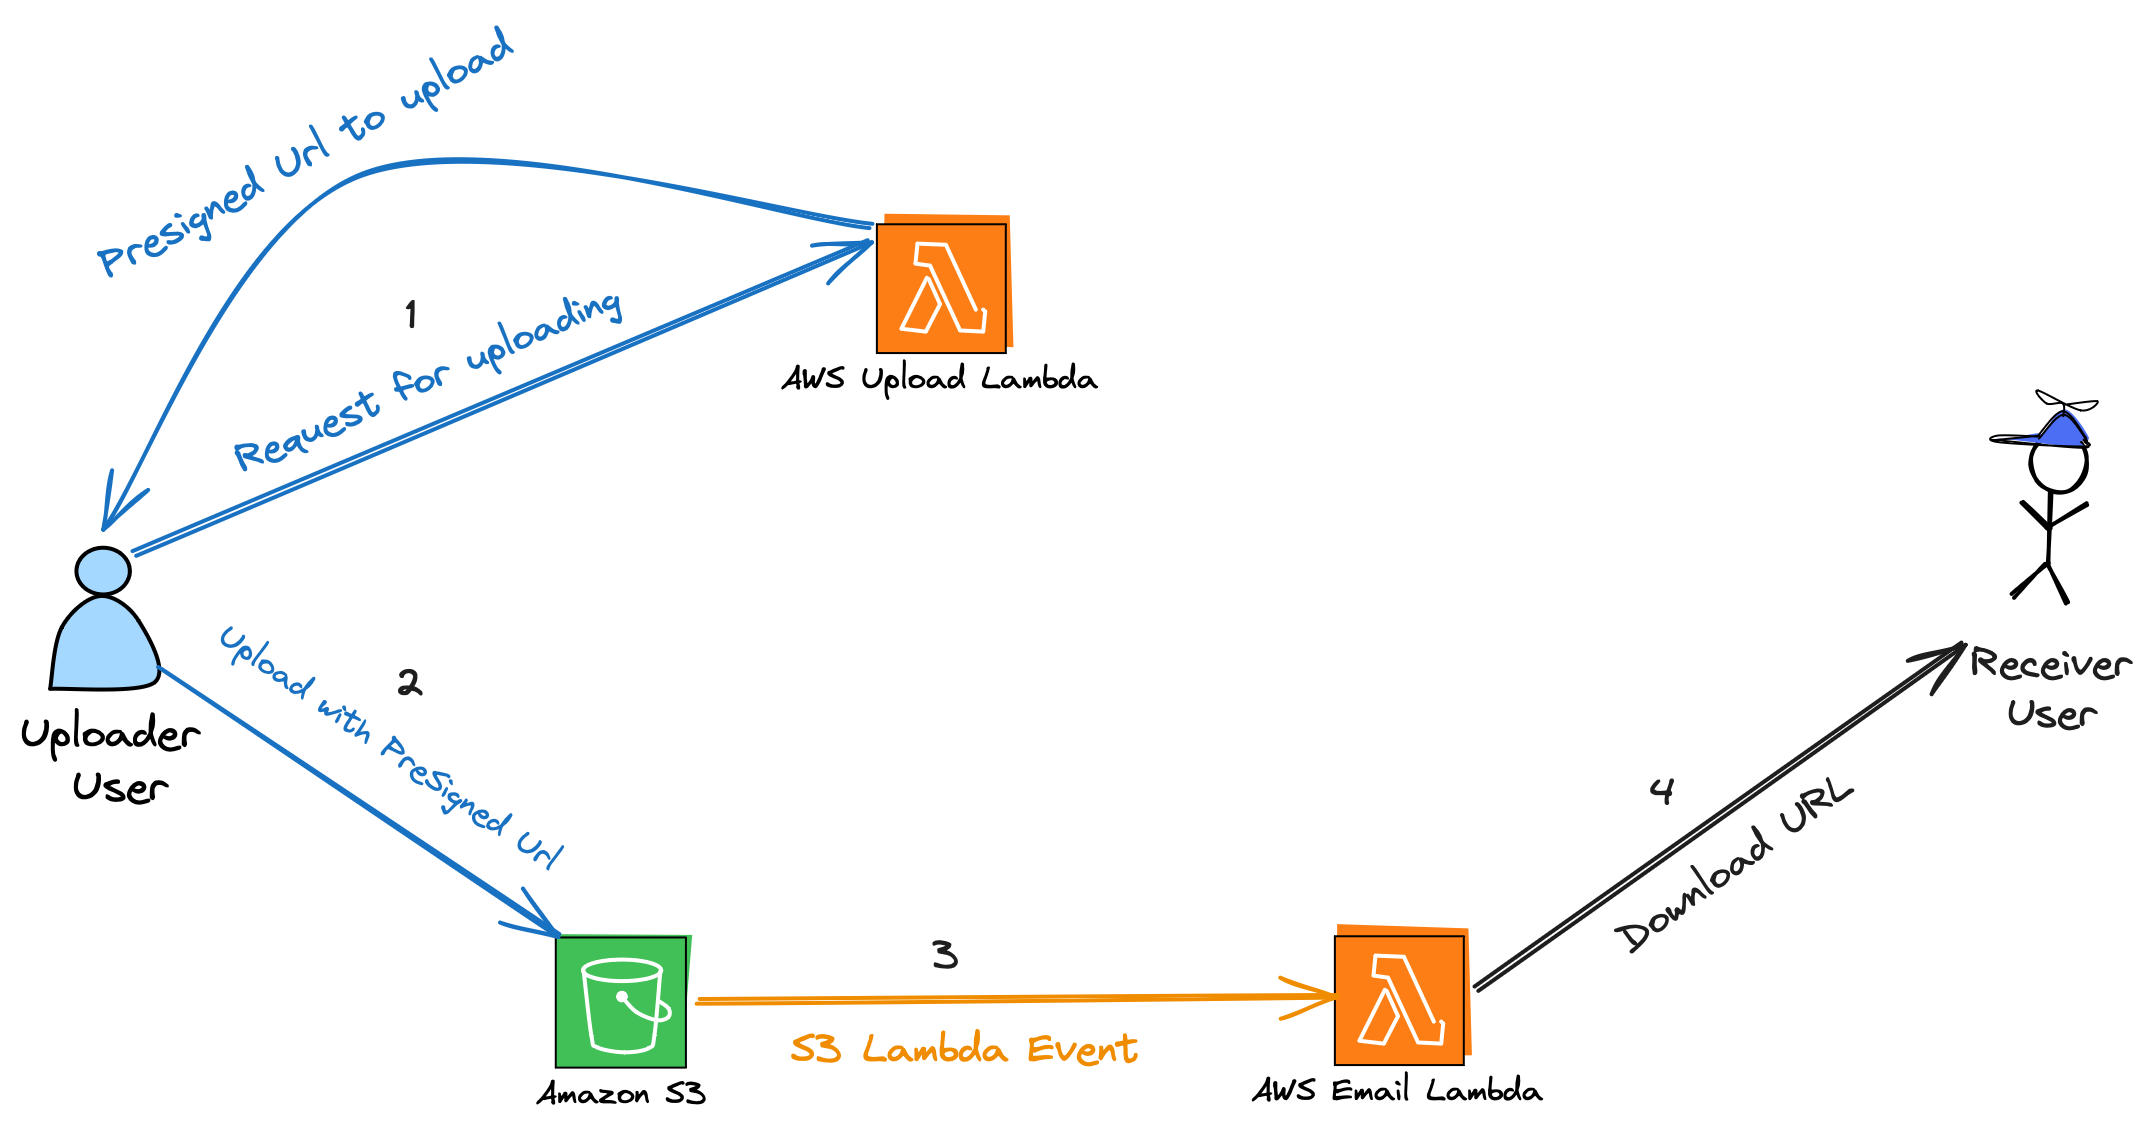 Presigned Url to upload
1
Request for uploading
AWS Upload Lambda
Uploader
User
2
Upload with PreSigned Url
Receiver
User
4
Download URL
3
S3 Lambda Event
Amazon S3
AWS Email Lambda